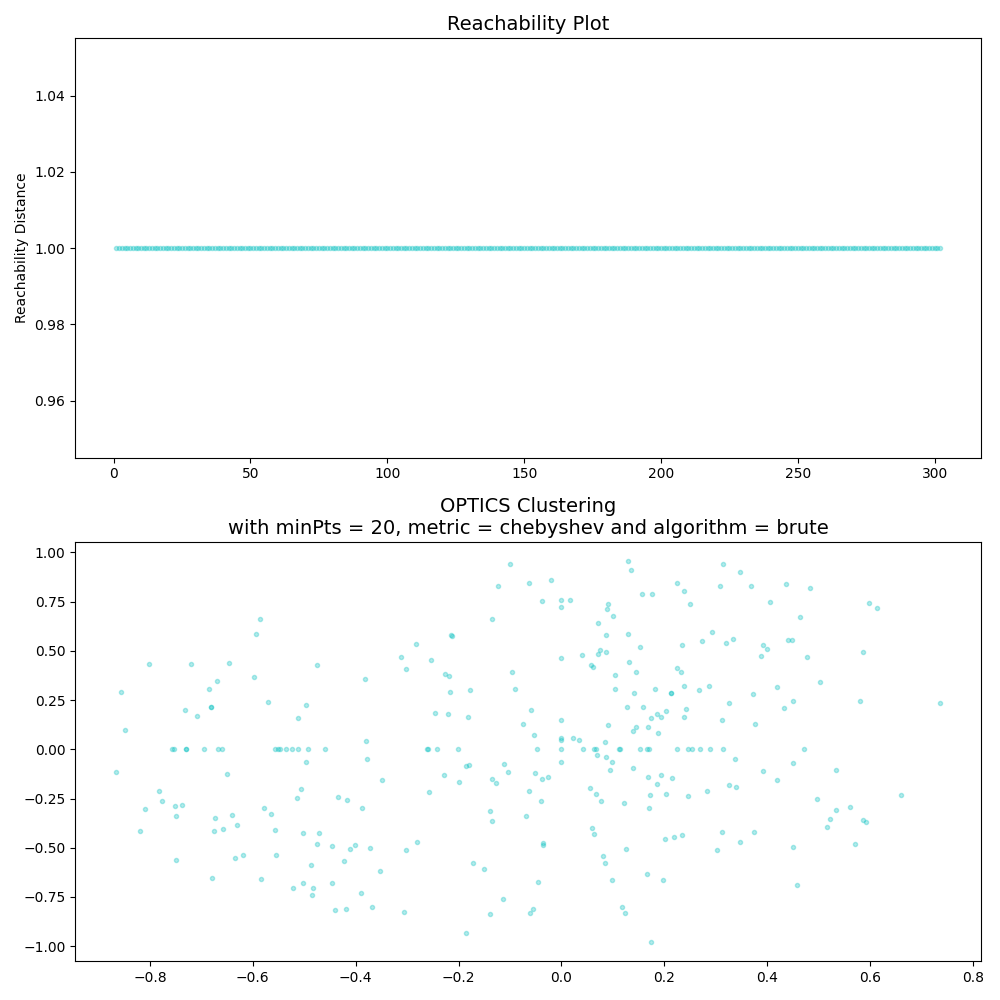 Reachability Plot
1.04
1.02
1.00
0.98
0.96
Reachability Distance
0 50 100 150 200 250 300
OPTICS Clustering
with minPts = 20, metric = chebyshev and algorithm = brute
1.00
0.75
0.50
0.25
0.00
−0.25
−0.50
−0.75
−1.00
−0.8 −0.6 −0.4 −0.2 0.0 0.2 0.4 0.6 0.8